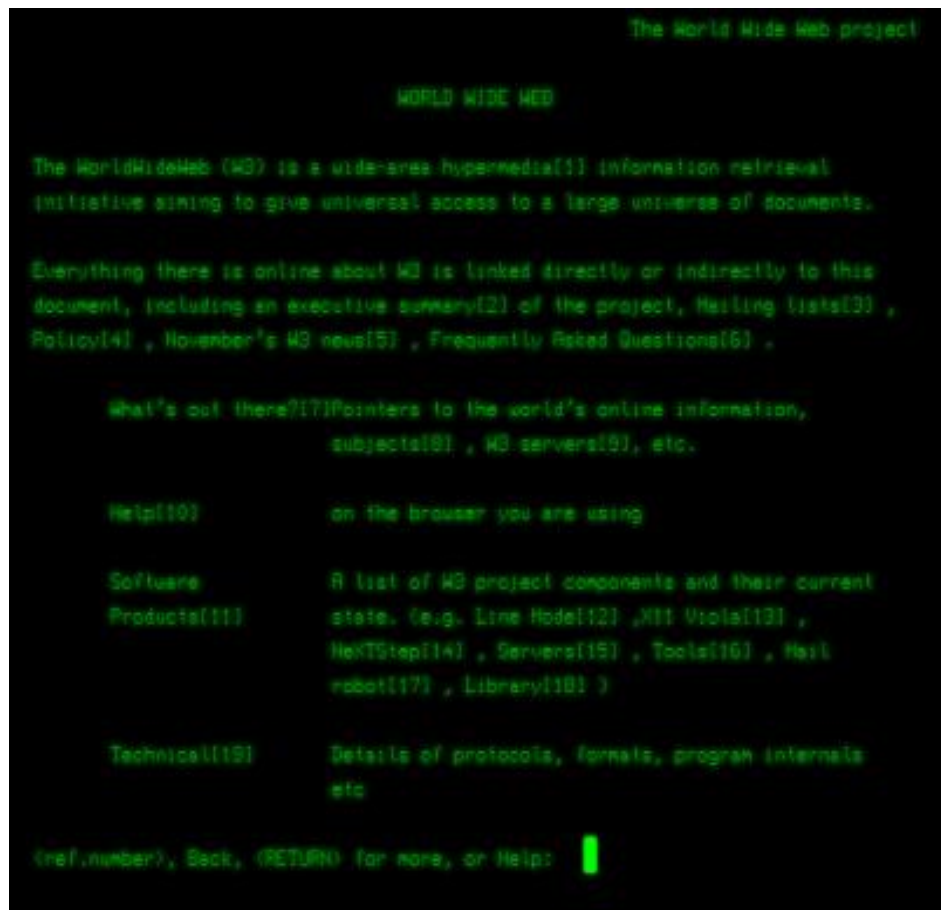 The World Wide Web project
WORLD WIDE WEB
The WorldWideWeb (W3) is a wide-area hypermedia[1] information retrieval
initiative aiming to give universal access to a large universe of documents.
Everything there is online about W3 is linked directly or indirectly to this
document, including an executive summary[2] of the project, Mailing lists[3] ,
Policy[4] , November's W3 news[5] , Frequently Asked Questions[6] .
What's out there?[7]Pointers to the world's online information,
subjects[8] , W3 servers[9], etc.
Help[10] on the browser you are using
Software A list of W3 project components and their current
Products[11] state. (e.g. Line Mode[12] ,X11 Viola[13] ,
NeXTStep[14] , Servers[15] , Tools[16] , Mail
robot[17] , Library[18] )
Technical[19] Details of protocols, formats, program internals
etc
<ref.number>, Back, <RETURN> for more, or Help: